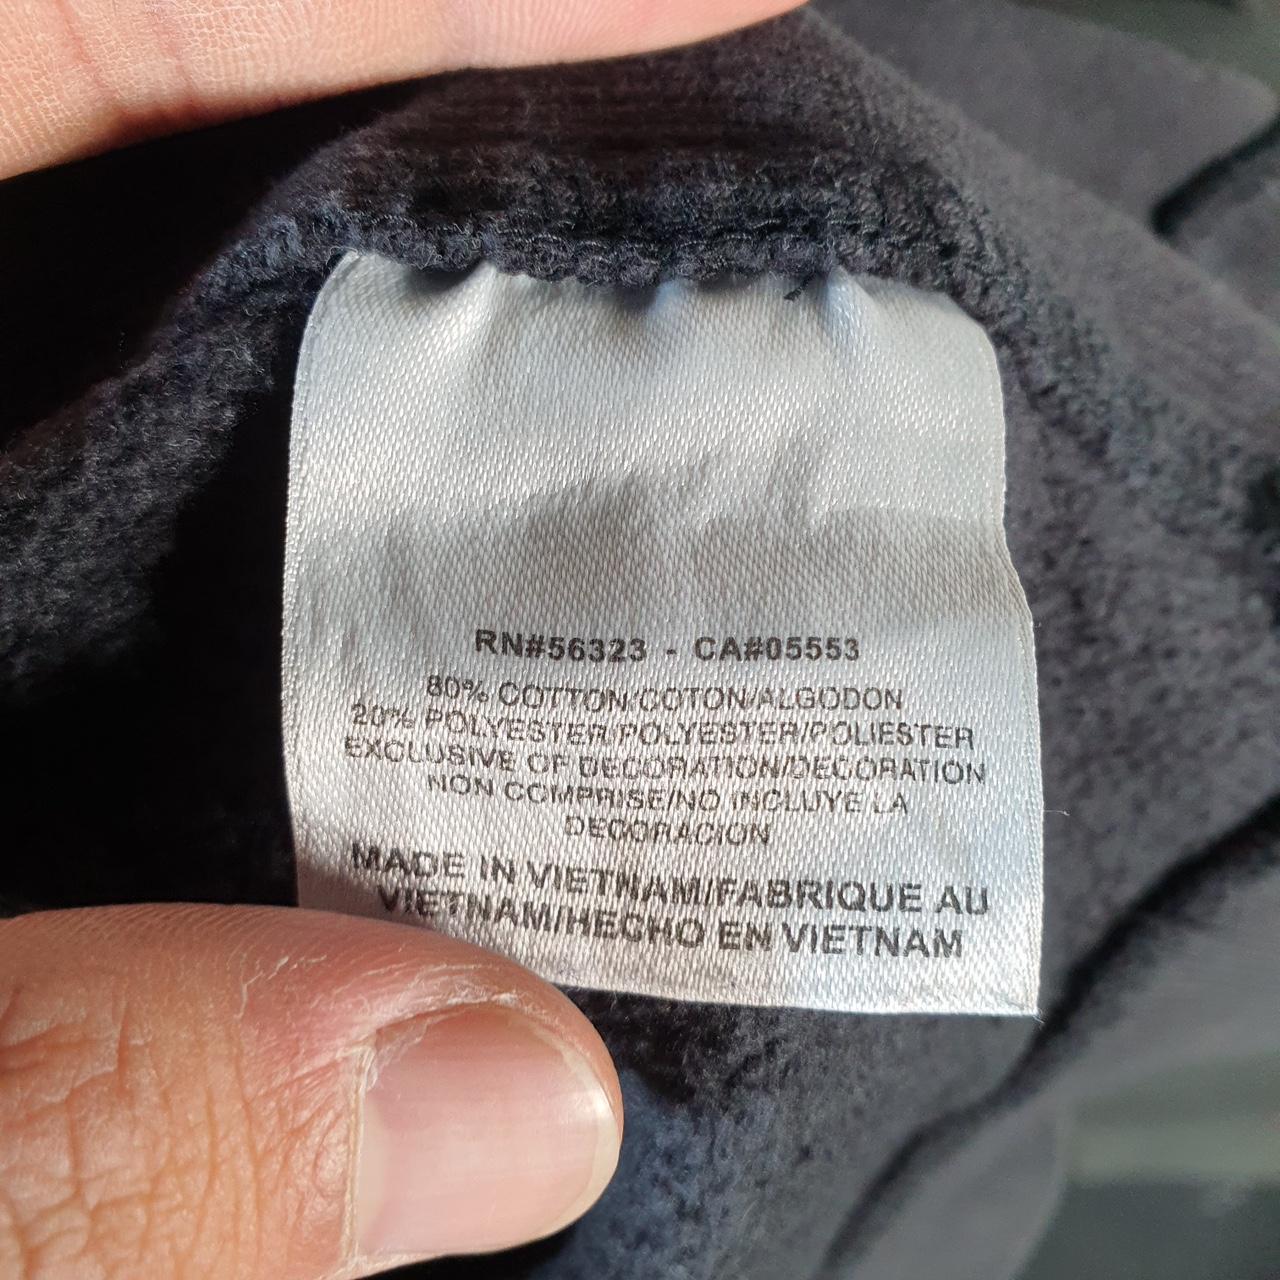 RN#56323 - CA#05553
80% COTTON/COTON/ALGODON
20% POLYESTER/POLYESTER/POLIESTER
EXCLUSIVE OF DECORATION/DECORATION
NON COMPRISE/NO INCLUYE LA
DECORACION
MADE IN VIETNAM/FABRIQUE AU
VIETNAM/HECHO EN VIETNAM